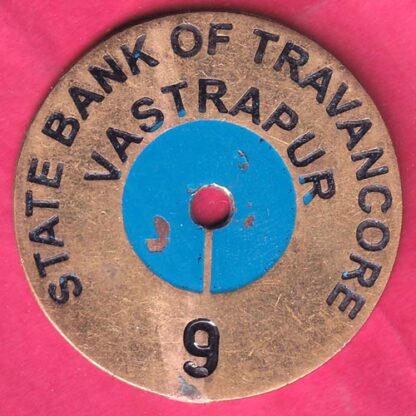 STATE BANK OF TRAVANCORE
VASTRAPUR
9